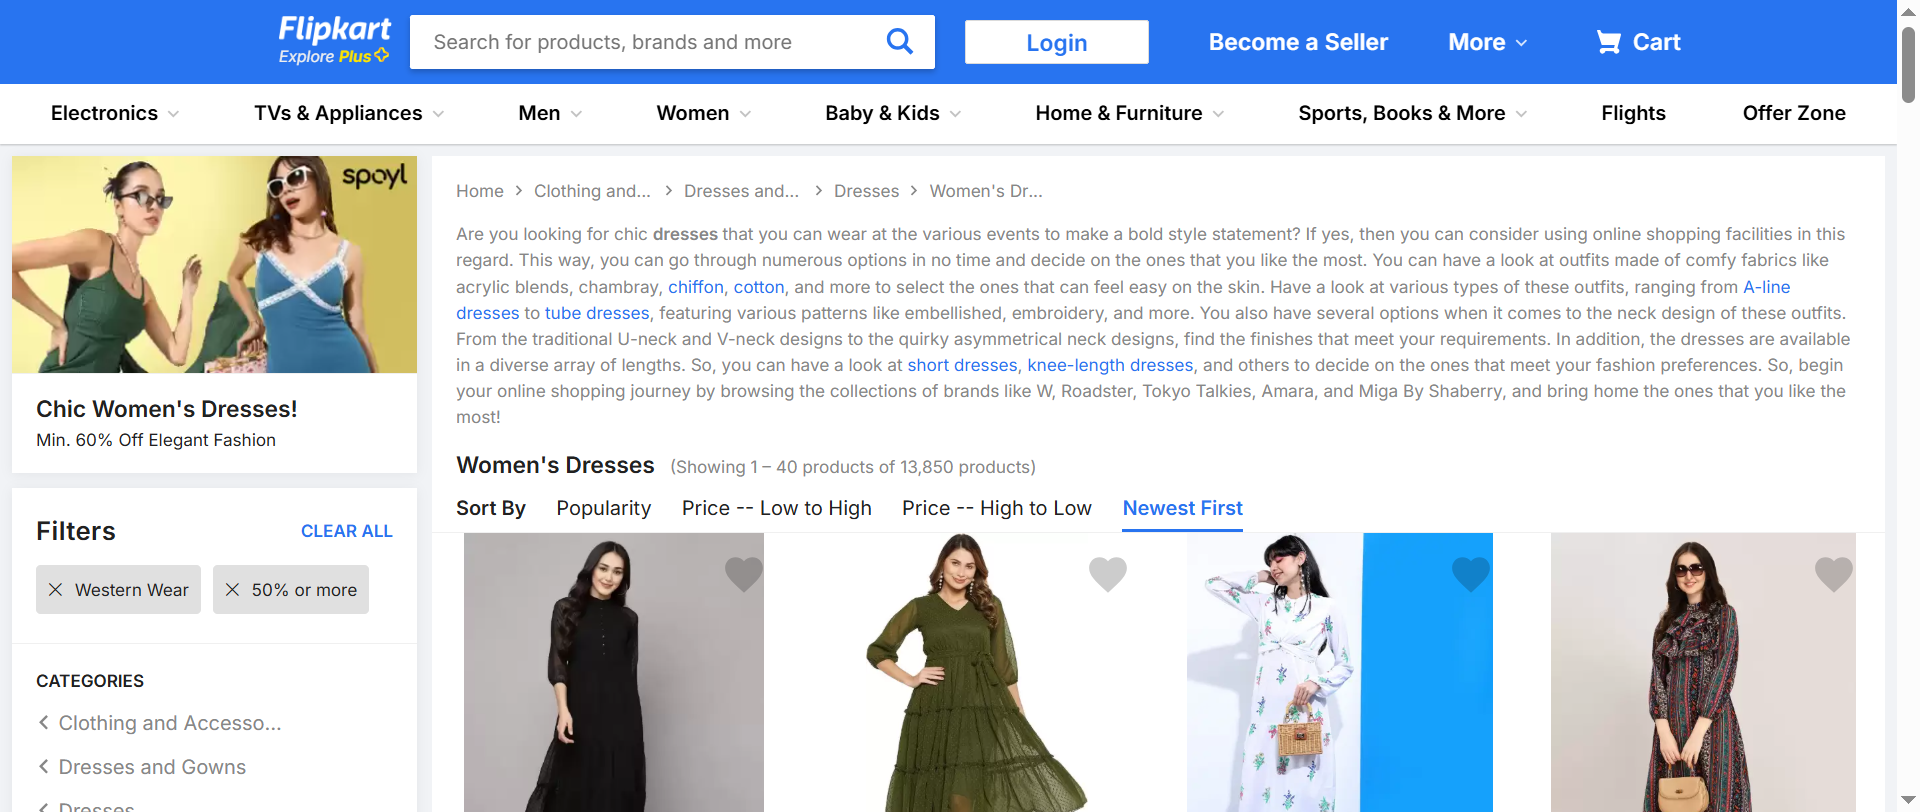 Flipkart
Explore Plus
Search for products, brands and more
Login
Become a Seller
More
Cart
Electronics
TVs & Appliances
Men
Women
Baby & Kids
Home & Furniture
Sports, Books & More
Flights
Offer Zone
spoyl
Chic Women's Dresses!
Min. 60% Off Elegant Fashion
Filters
CLEAR ALL
Western Wear
50% or more
CATEGORIES
Clothing and Accesso...
Dresses and Gowns
Dresses
Home
Clothing and...
Dresses and...
Dresses
Women's Dr...
Are you looking for chic dresses that you can wear at the various events to make a bold style statement? If yes, then you can consider using online shopping facilities in this
regard. This way, you can go through numerous options in no time and decide on the ones that you like the most. You can have a look at outfits made of comfy fabrics like
acrylic blends, chambray, chiffon, cotton, and more to select the ones that can feel easy on the skin. Have a look at various types of these outfits, ranging from A-line
dresses to tube dresses, featuring various patterns like embellished, embroidery, and more. You also have several options when it comes to the neck design of these outfits.
From the traditional U-neck and V-neck designs to the quirky asymmetrical neck designs, find the finishes that meet your requirements. In addition, the dresses are available
in a diverse array of lengths. So, you can have a look at short dresses, knee-length dresses, and others to decide on the ones that meet your fashion preferences. So, begin
your online shopping journey by browsing the collections of brands like W, Roadster, Tokyo Talkies, Amara, and Miga By Shaberry, and bring home the ones that you like the
most!
Women's Dresses (Showing 1 – 40 products of 13,850 products)
Sort By
Popularity
Price -- Low to High
Price -- High to Low
Newest First